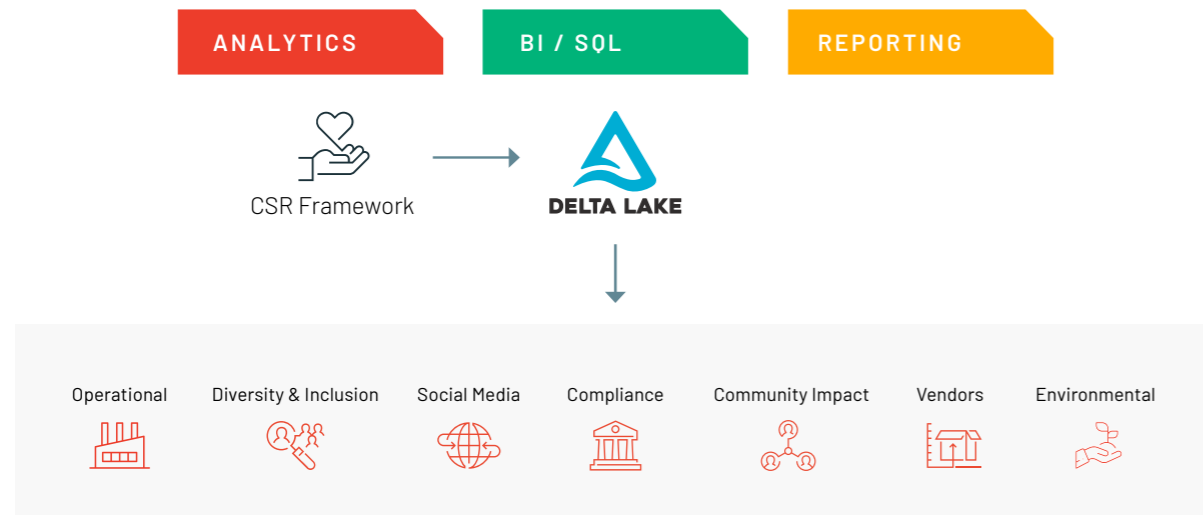 ANALYTICS
BI / SQL
REPORTING
CSR Framework
DELTA LAKE
Operational
Diversity & Inclusion
Social Media
Compliance
Community Impact
Vendors
Environmental